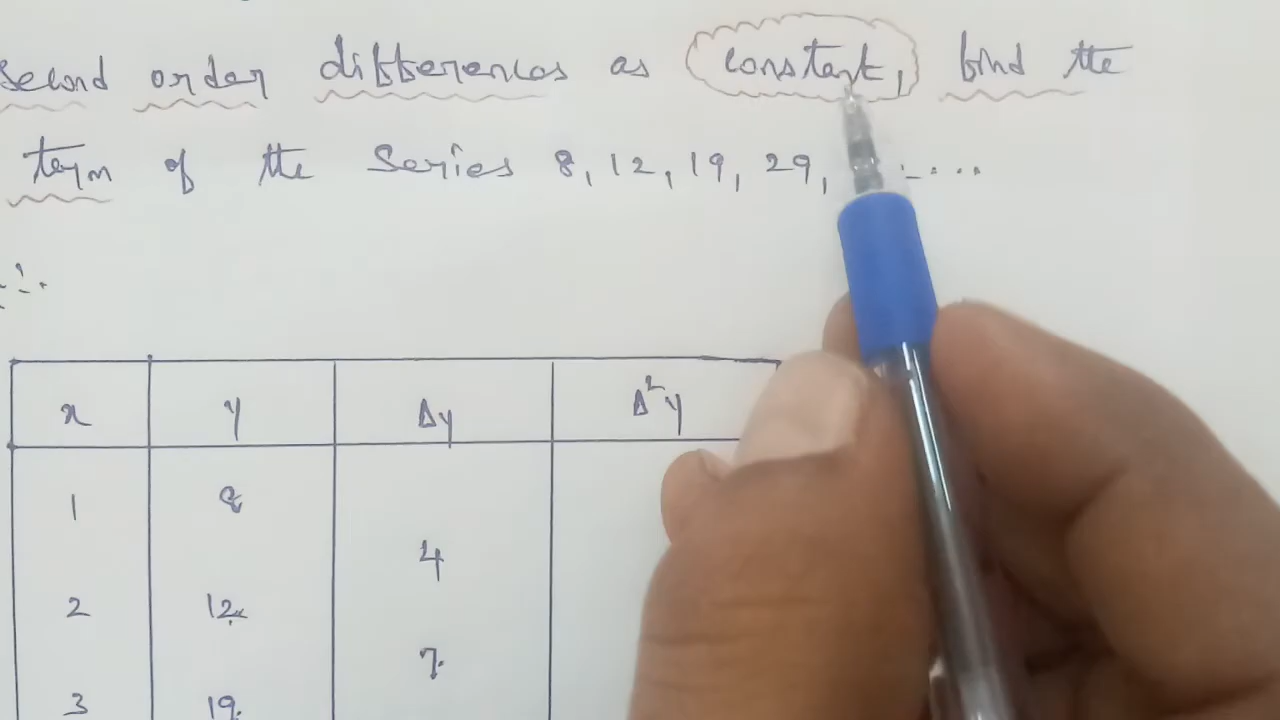 second order differences as constant, find the
term of the series 8, 12, 19, 29, .....
∴
x y Δy Δ²y
1 8
4
2 12
7
3 19